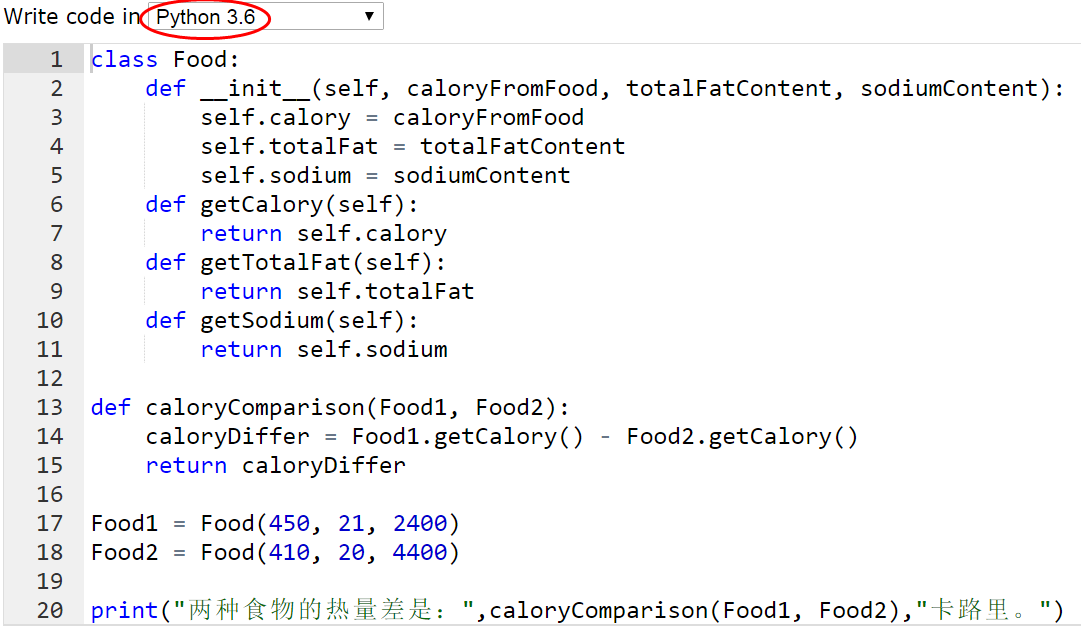 Write code in Python 3.6 ▼
1 class Food:
2     def __init__(self, caloryFromFood, totalFatContent, sodiumContent):
3         self.calory = caloryFromFood
4         self.totalFat = totalFatContent
5         self.sodium = sodiumContent
6     def getCalory(self):
7         return self.calory
8     def getTotalFat(self):
9         return self.totalFat
10     def getSodium(self):
11         return self.sodium
12
13 def caloryComparison(Food1, Food2):
14     caloryDiffer = Food1.getCalory() - Food2.getCalory()
15     return caloryDiffer
16
17 Food1 = Food(450, 21, 2400)
18 Food2 = Food(410, 20, 4400)
19
20 print("两种食物的热量差是：",caloryComparison(Food1, Food2),"卡路里。")